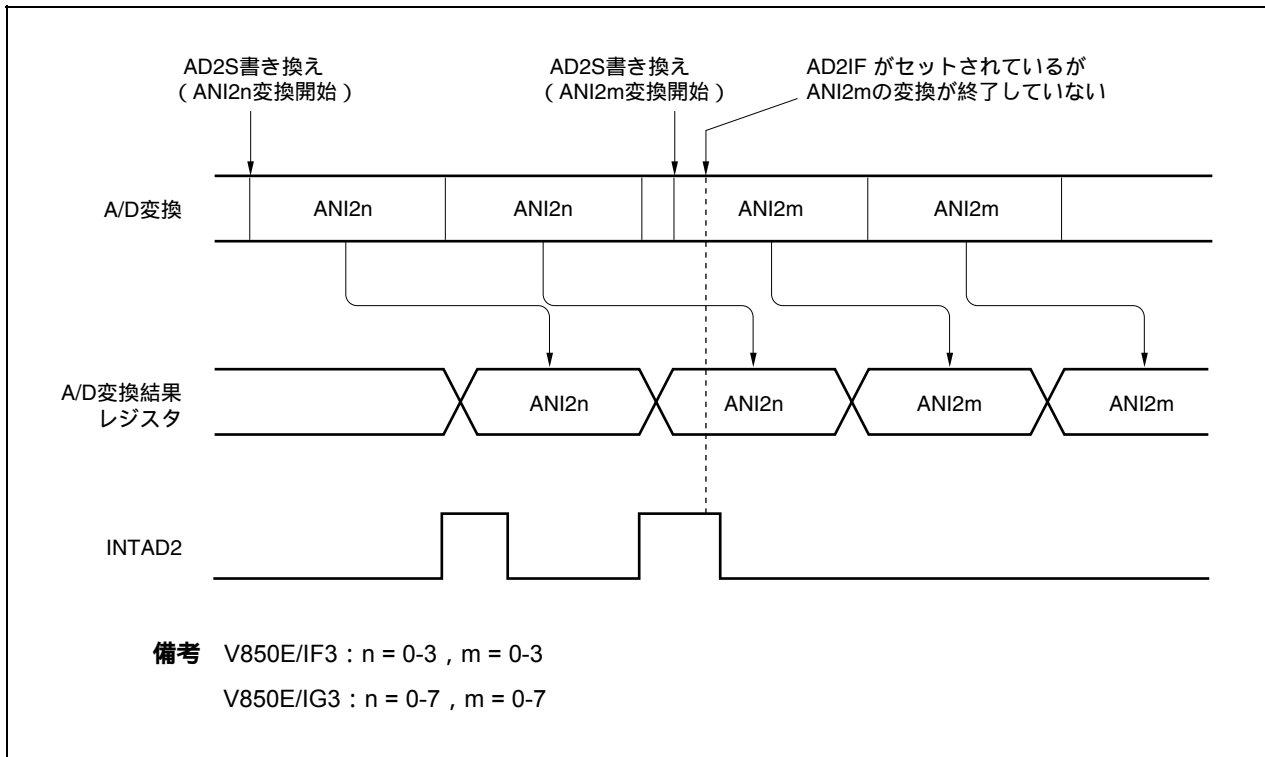 AD2S書き換え
（ANI2n変換開始）
AD2S書き換え
（ANI2m変換開始）
AD2IF がセットされているが
ANI2mの変換が終了していない
A/D変換
ANI2n
ANI2n
ANI2m
ANI2m
A/D変換結果
レジスタ
ANI2n
ANI2n
ANI2m
ANI2m
INTAD2
備考 V850E/IF3：n = 0-3，m = 0-3
V850E/IG3：n = 0-7，m = 0-7